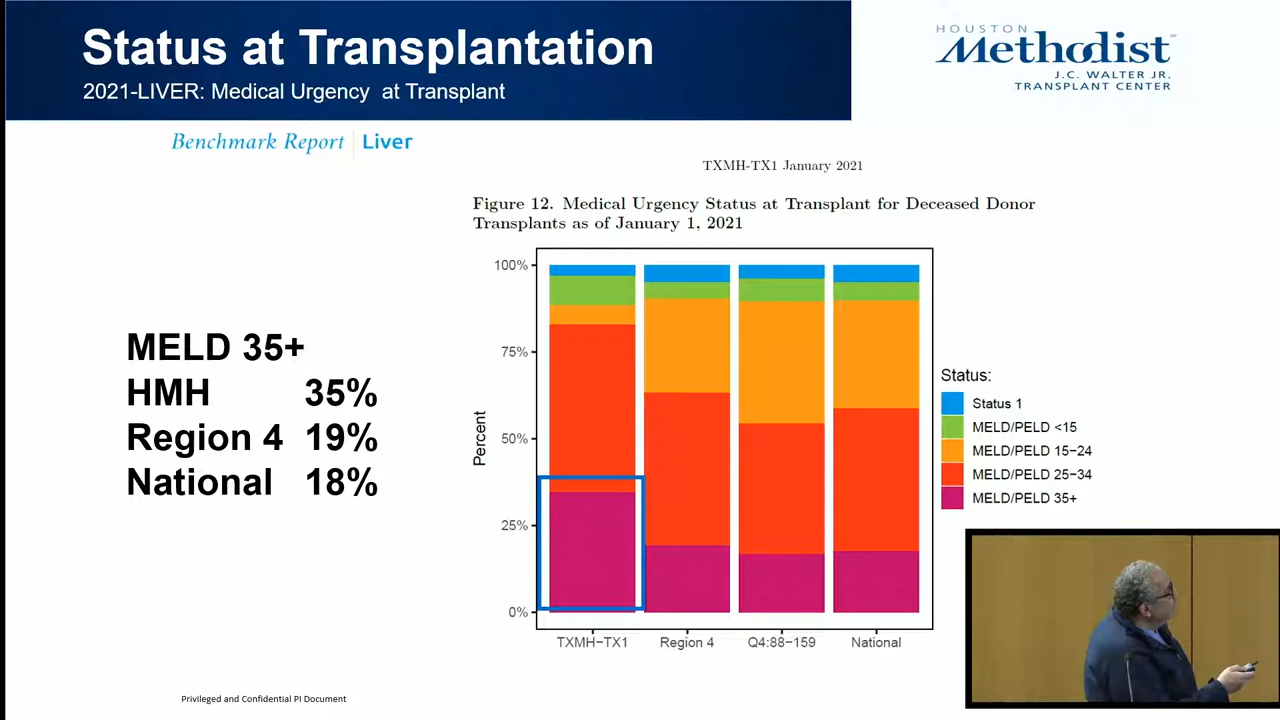 Status at Transplantation
2021-LIVER: Medical Urgency at Transplant
HOUSTON
Methodist
J.C. WALTER JR.
TRANSPLANT CENTER
Benchmark Report | Liver
TXMH-TX1 January 2021
Figure 12. Medical Urgency Status at Transplant for Deceased Donor
Transplants as of January 1, 2021
MELD 35+
HMH 35%
Region 4 19%
National 18%
Percent
100%
75%
50%
25%
0%
TXMH−TX1 Region 4 Q4:88−159 National
Status:
Status 1
MELD/PELD <15
MELD/PELD 15−24
MELD/PELD 25−34
MELD/PELD 35+
Privileged and Confidential PI Document